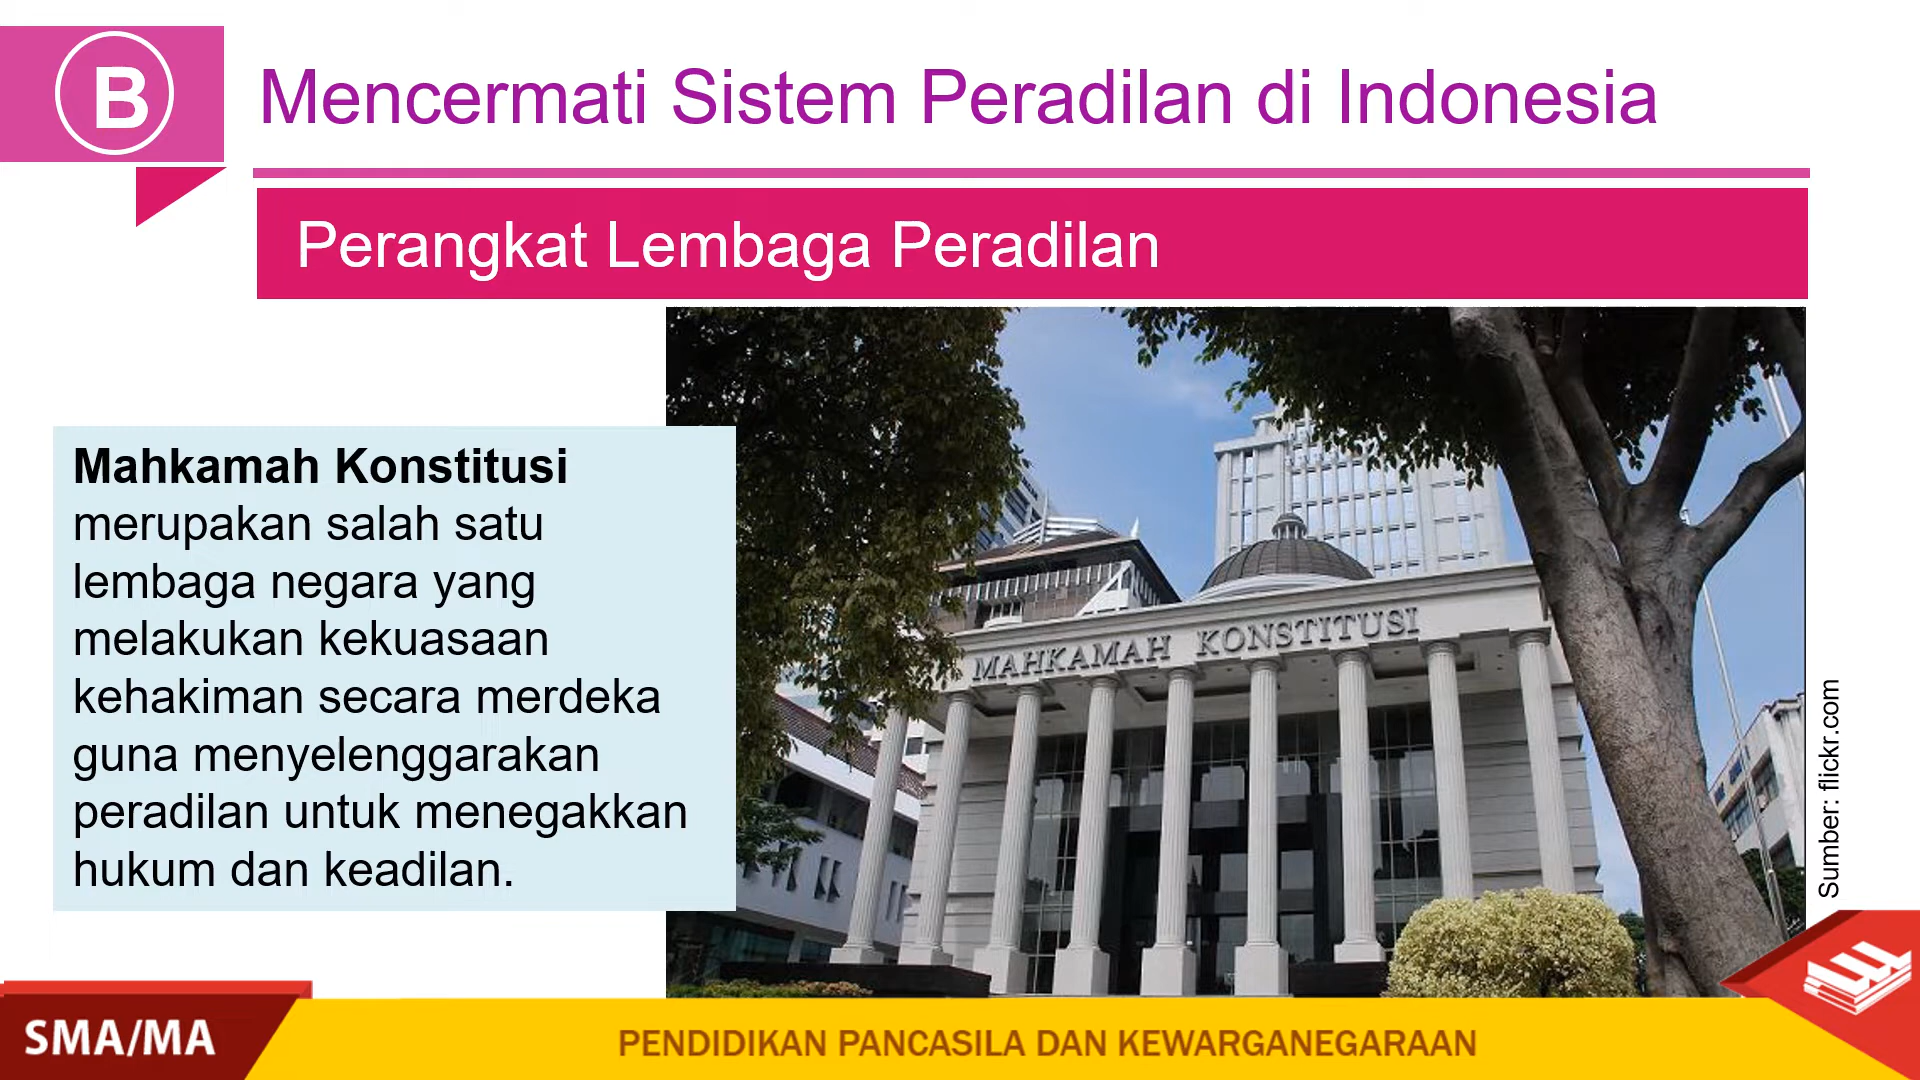 B
Mencermati Sistem Peradilan di Indonesia
Perangkat Lembaga Peradilan
Mahkamah Konstitusi
merupakan salah satu
lembaga negara yang
melakukan kekuasaan
kehakiman secara merdeka
guna menyelenggarakan
peradilan untuk menegakkan
hukum dan keadilan.
MAHKAMAH KONSTITUSI
Sumber: flickr.com
SMA/MA
PENDIDIKAN PANCASILA DAN KEWARGANEGARAAN